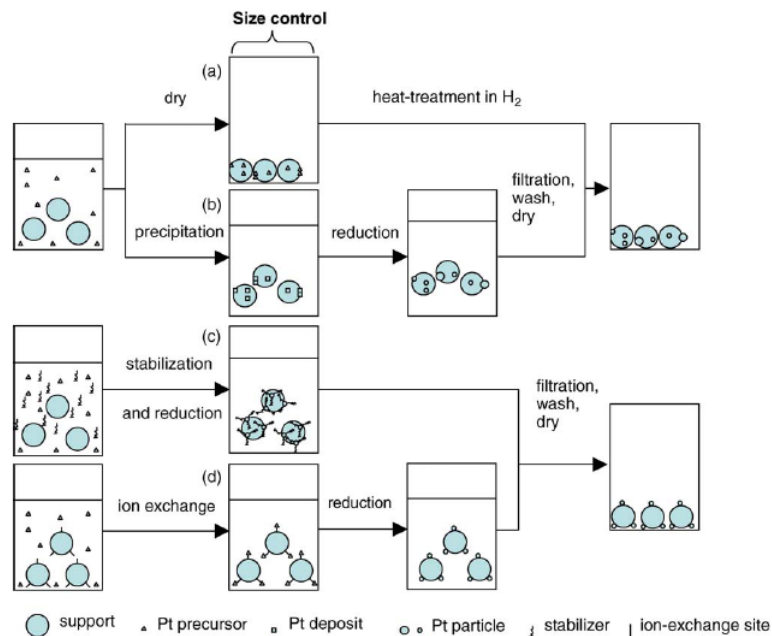 Size control
(a)
dry
heat-treatment in H₂
(b)
precipitation
reduction
filtration,
wash,
dry
(c)
stabilization
and reduction
filtration,
wash,
dry
(d)
ion exchange
reduction
support
Pt precursor
Pt deposit
Pt particle
stabilizer
ion-exchange site